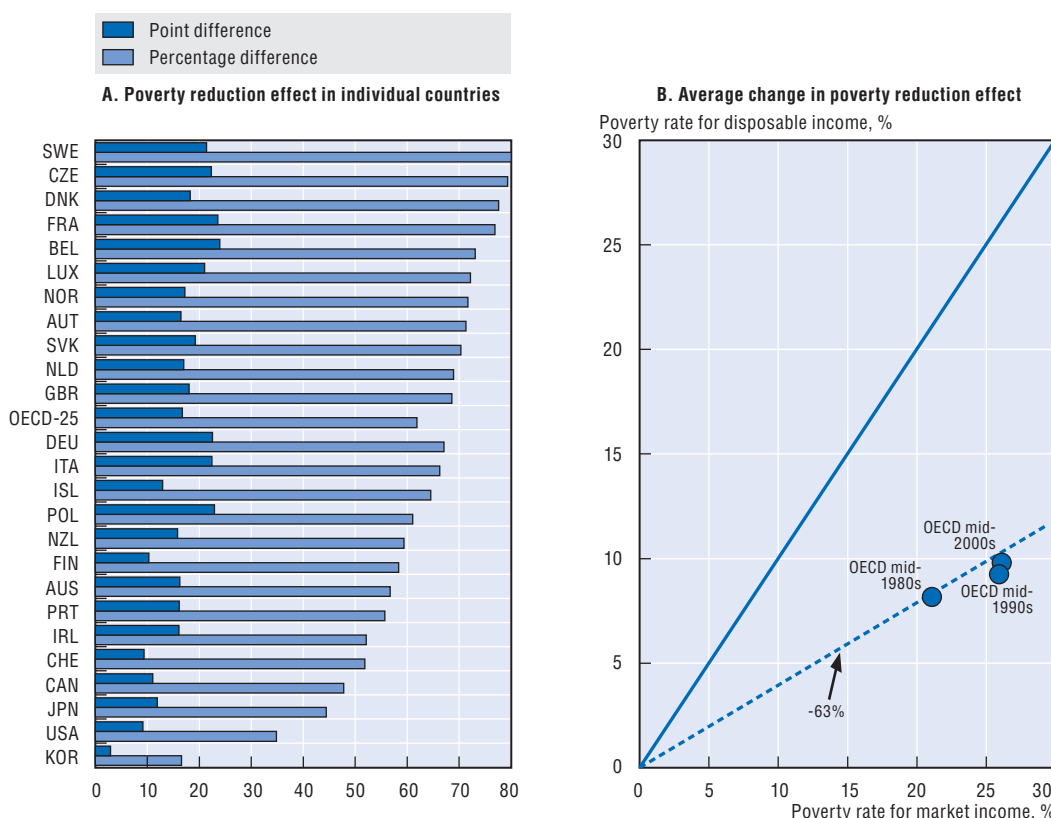 Point difference
Percentage difference
A. Poverty reduction effect in individual countries
SWE
CZE
DNK
FRA
BEL
LUX
NOR
AUT
SVK
NLD
GBR
OECD-25
DEU
ITA
ISL
POL
NZL
FIN
AUS
PRT
IRL
CHE
CAN
JPN
USA
KOR
0 10 20 30 40 50 60 70 80
B. Average change in poverty reduction effect
Poverty rate for disposable income, %
30
25
20
15
10
5
0
OECD mid-
2000s
OECD mid-
1980s
OECD mid-
1990s
-63%
0 5 10 15 20 25 30
Poverty rate for market income, %